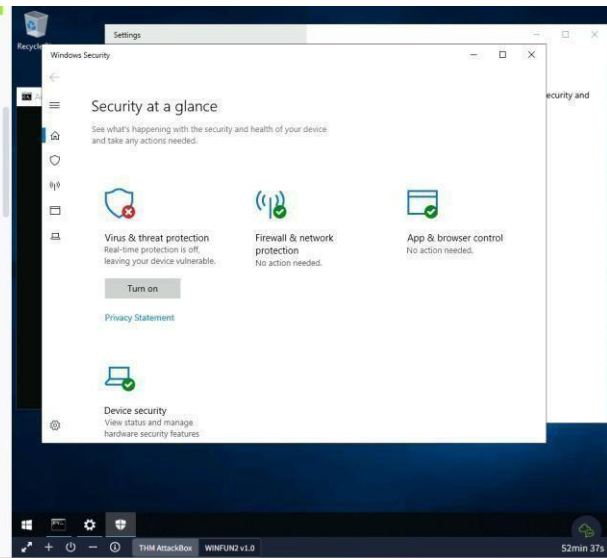 Settings
Windows Security
Security at a glance
See what's happening with the security and health of your device
and take any actions needed.
ecurity and
Virus & threat protection
Real-time protection is off,
leaving your device vulnerable.
Turn on
Privacy Statement
Firewall & network
protection
No action needed.
App & browser control
No action needed.
Device security
View status and manage
hardware security features
THM AttackBox
WINFUN2 v1.0
52min 37s